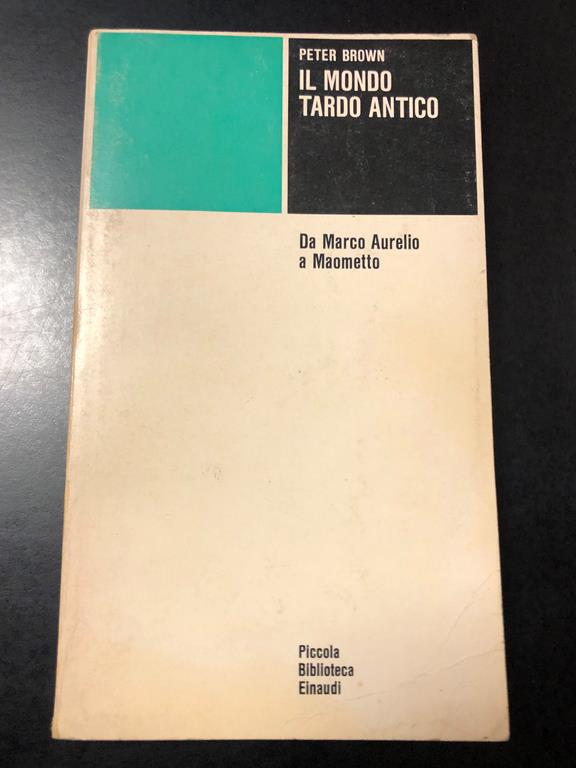 PETER BROWN
IL MONDO
TARDO ANTICO
Da Marco Aurelio
a Maometto
Piccola
Biblioteca
Einaudi